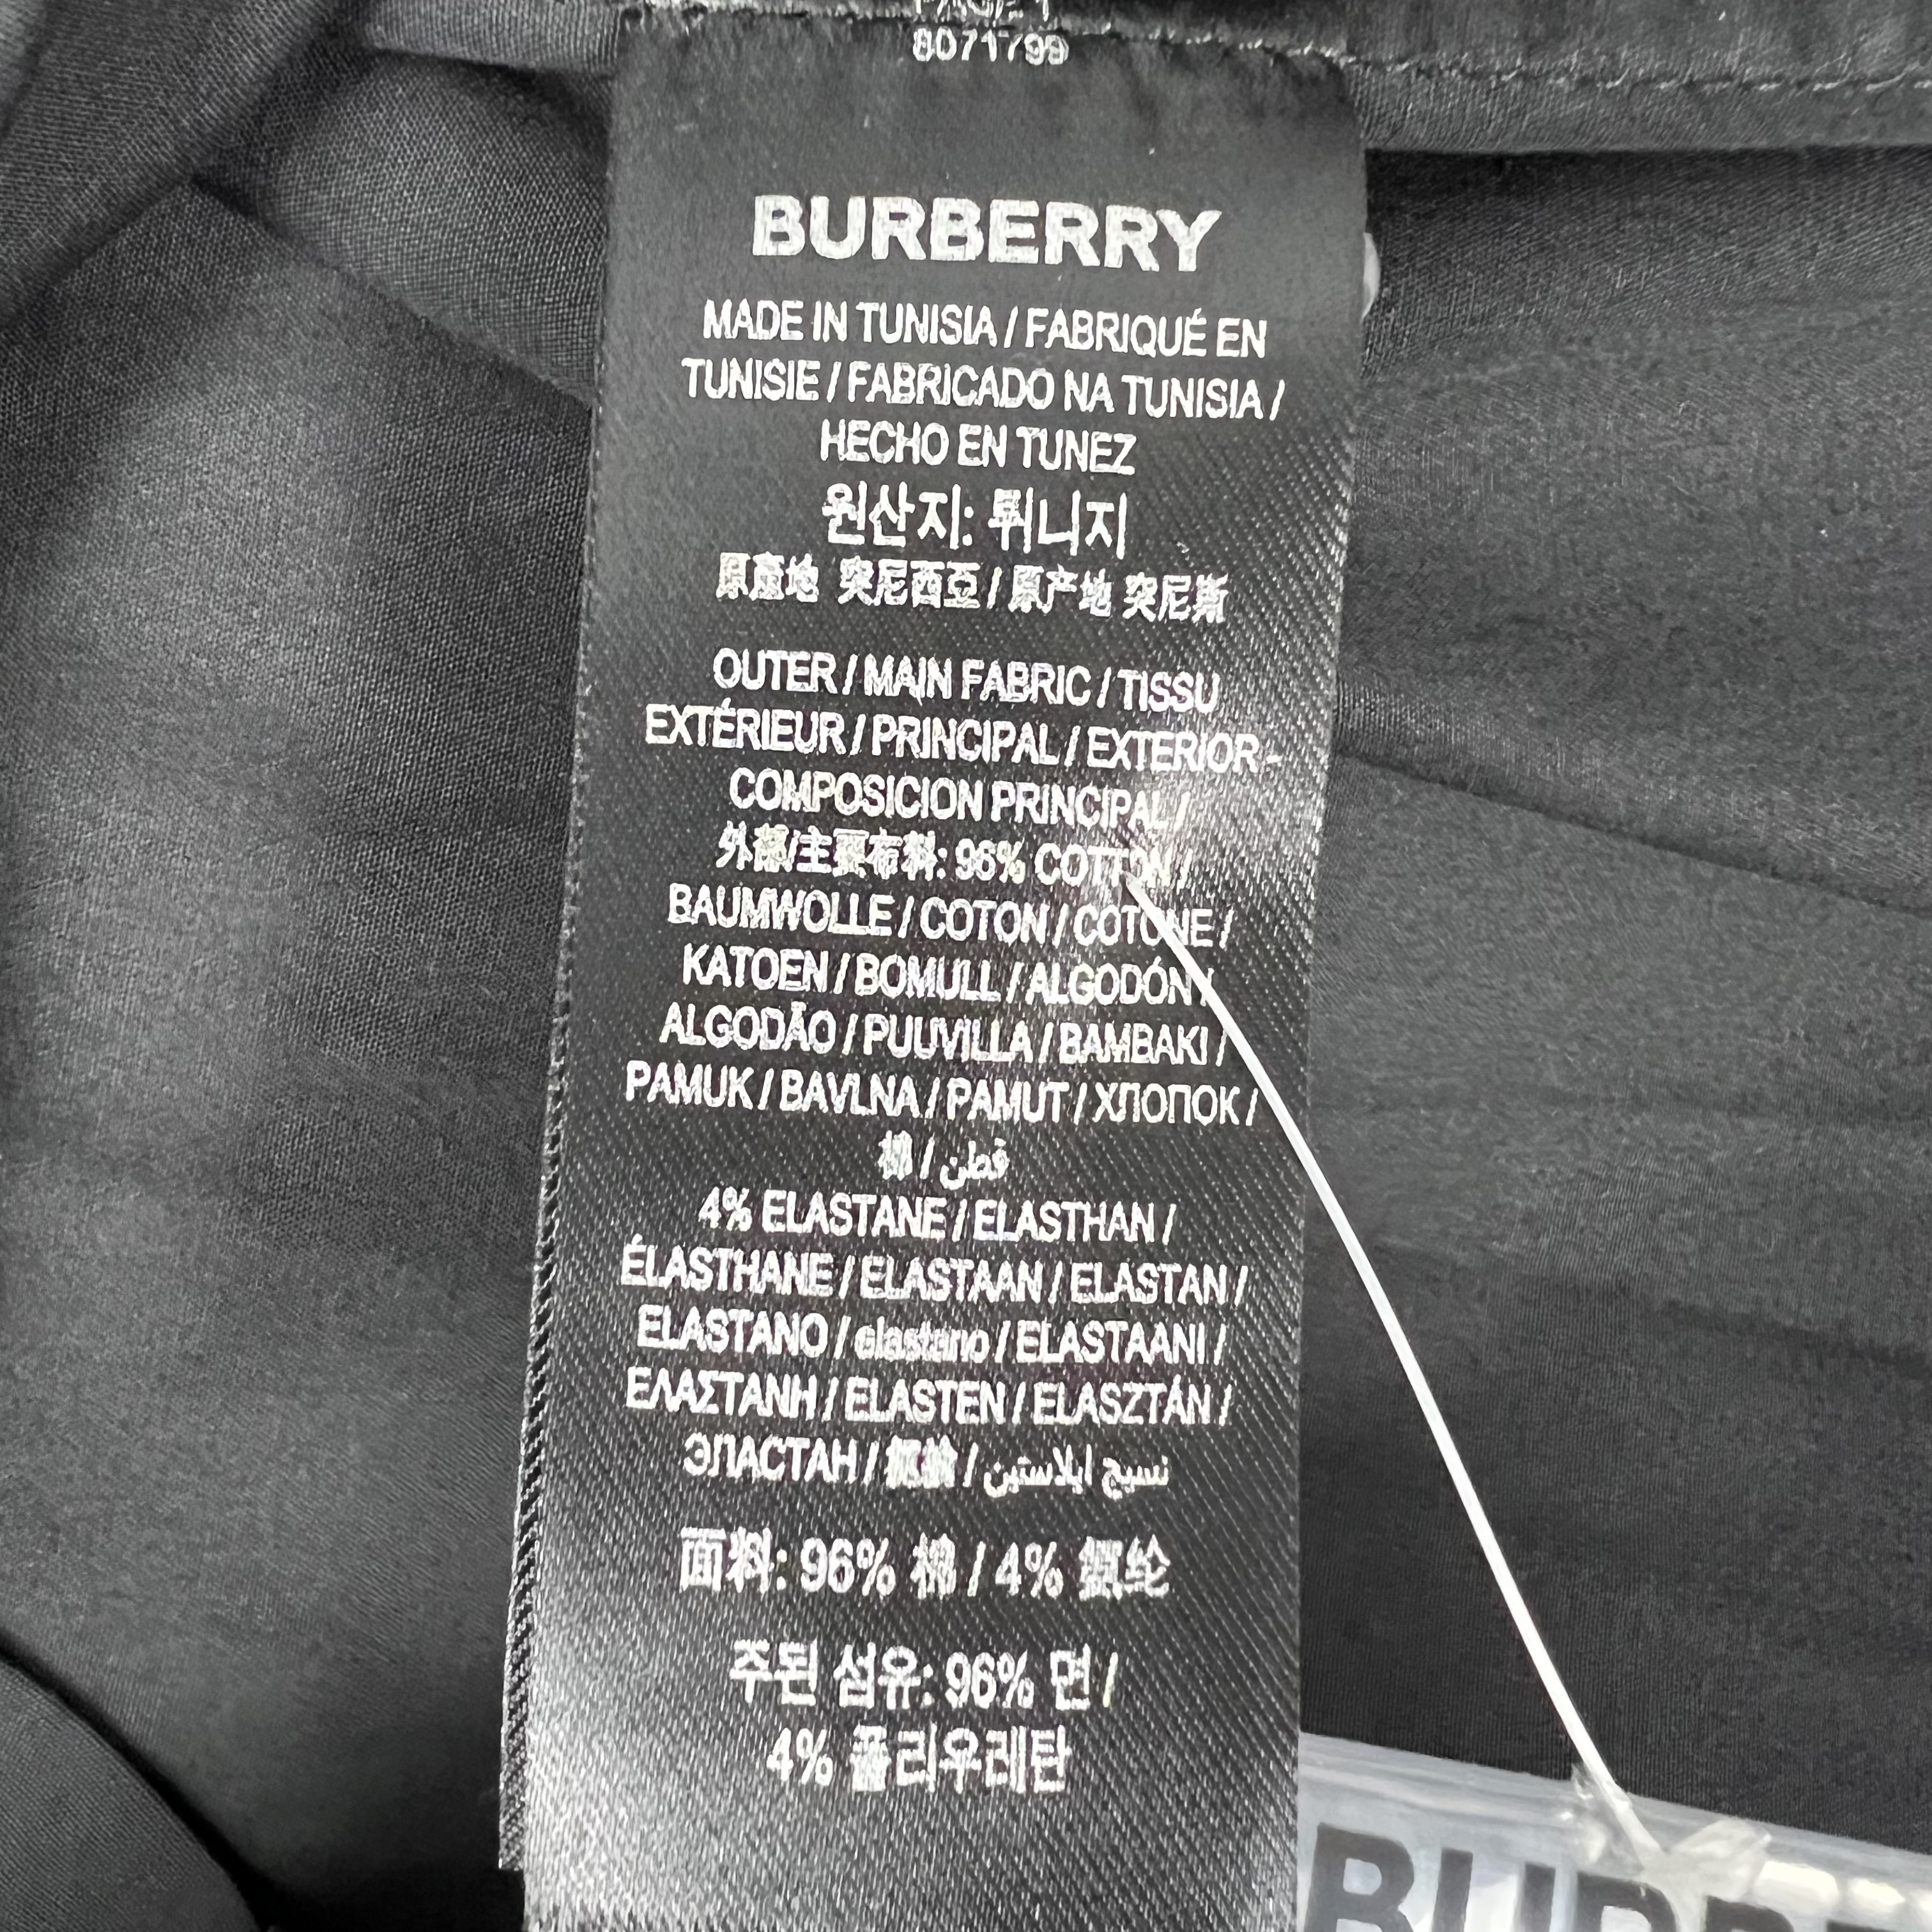 PAGE 1
8071799
BURBERRY
MADE IN TUNISIA / FABRIQUÉ EN
TUNISIE / FABRICADO NA TUNISIA /
HECHO EN TUNEZ
원산지: 튀니지
原產地 突尼西亞 / 原产地 突尼斯
OUTER / MAIN FABRIC / TISSU
EXTÉRIEUR / PRINCIPAL / EXTERIOR -
COMPOSICION PRINCIPAL /
外部/主要布料: 96% COTTON /
BAUMWOLLE / COTON / COTONE /
KATOEN / BOMULL / ALGODÓN /
ALGODÃO / PUUVILLA / BAMBAKI /
PAMUK / BAVLNA / PAMUT / ХЛОПОК /
棉 / قطن
4% ELASTANE / ELASTHAN /
ÉLASTHANE / ELASTAAN / ELASTAN /
ELASTANO / elastano / ELASTAANI /
ΕΛΑΣΤΑΝΗ / ELASTEN / ELASZTÁN /
ЭЛАСТАН / 氨綸 / نسيج ايلاستين
面料: 96% 棉 / 4% 氨纶
주된 섬유: 96% 면 /
4% 폴리우레탄